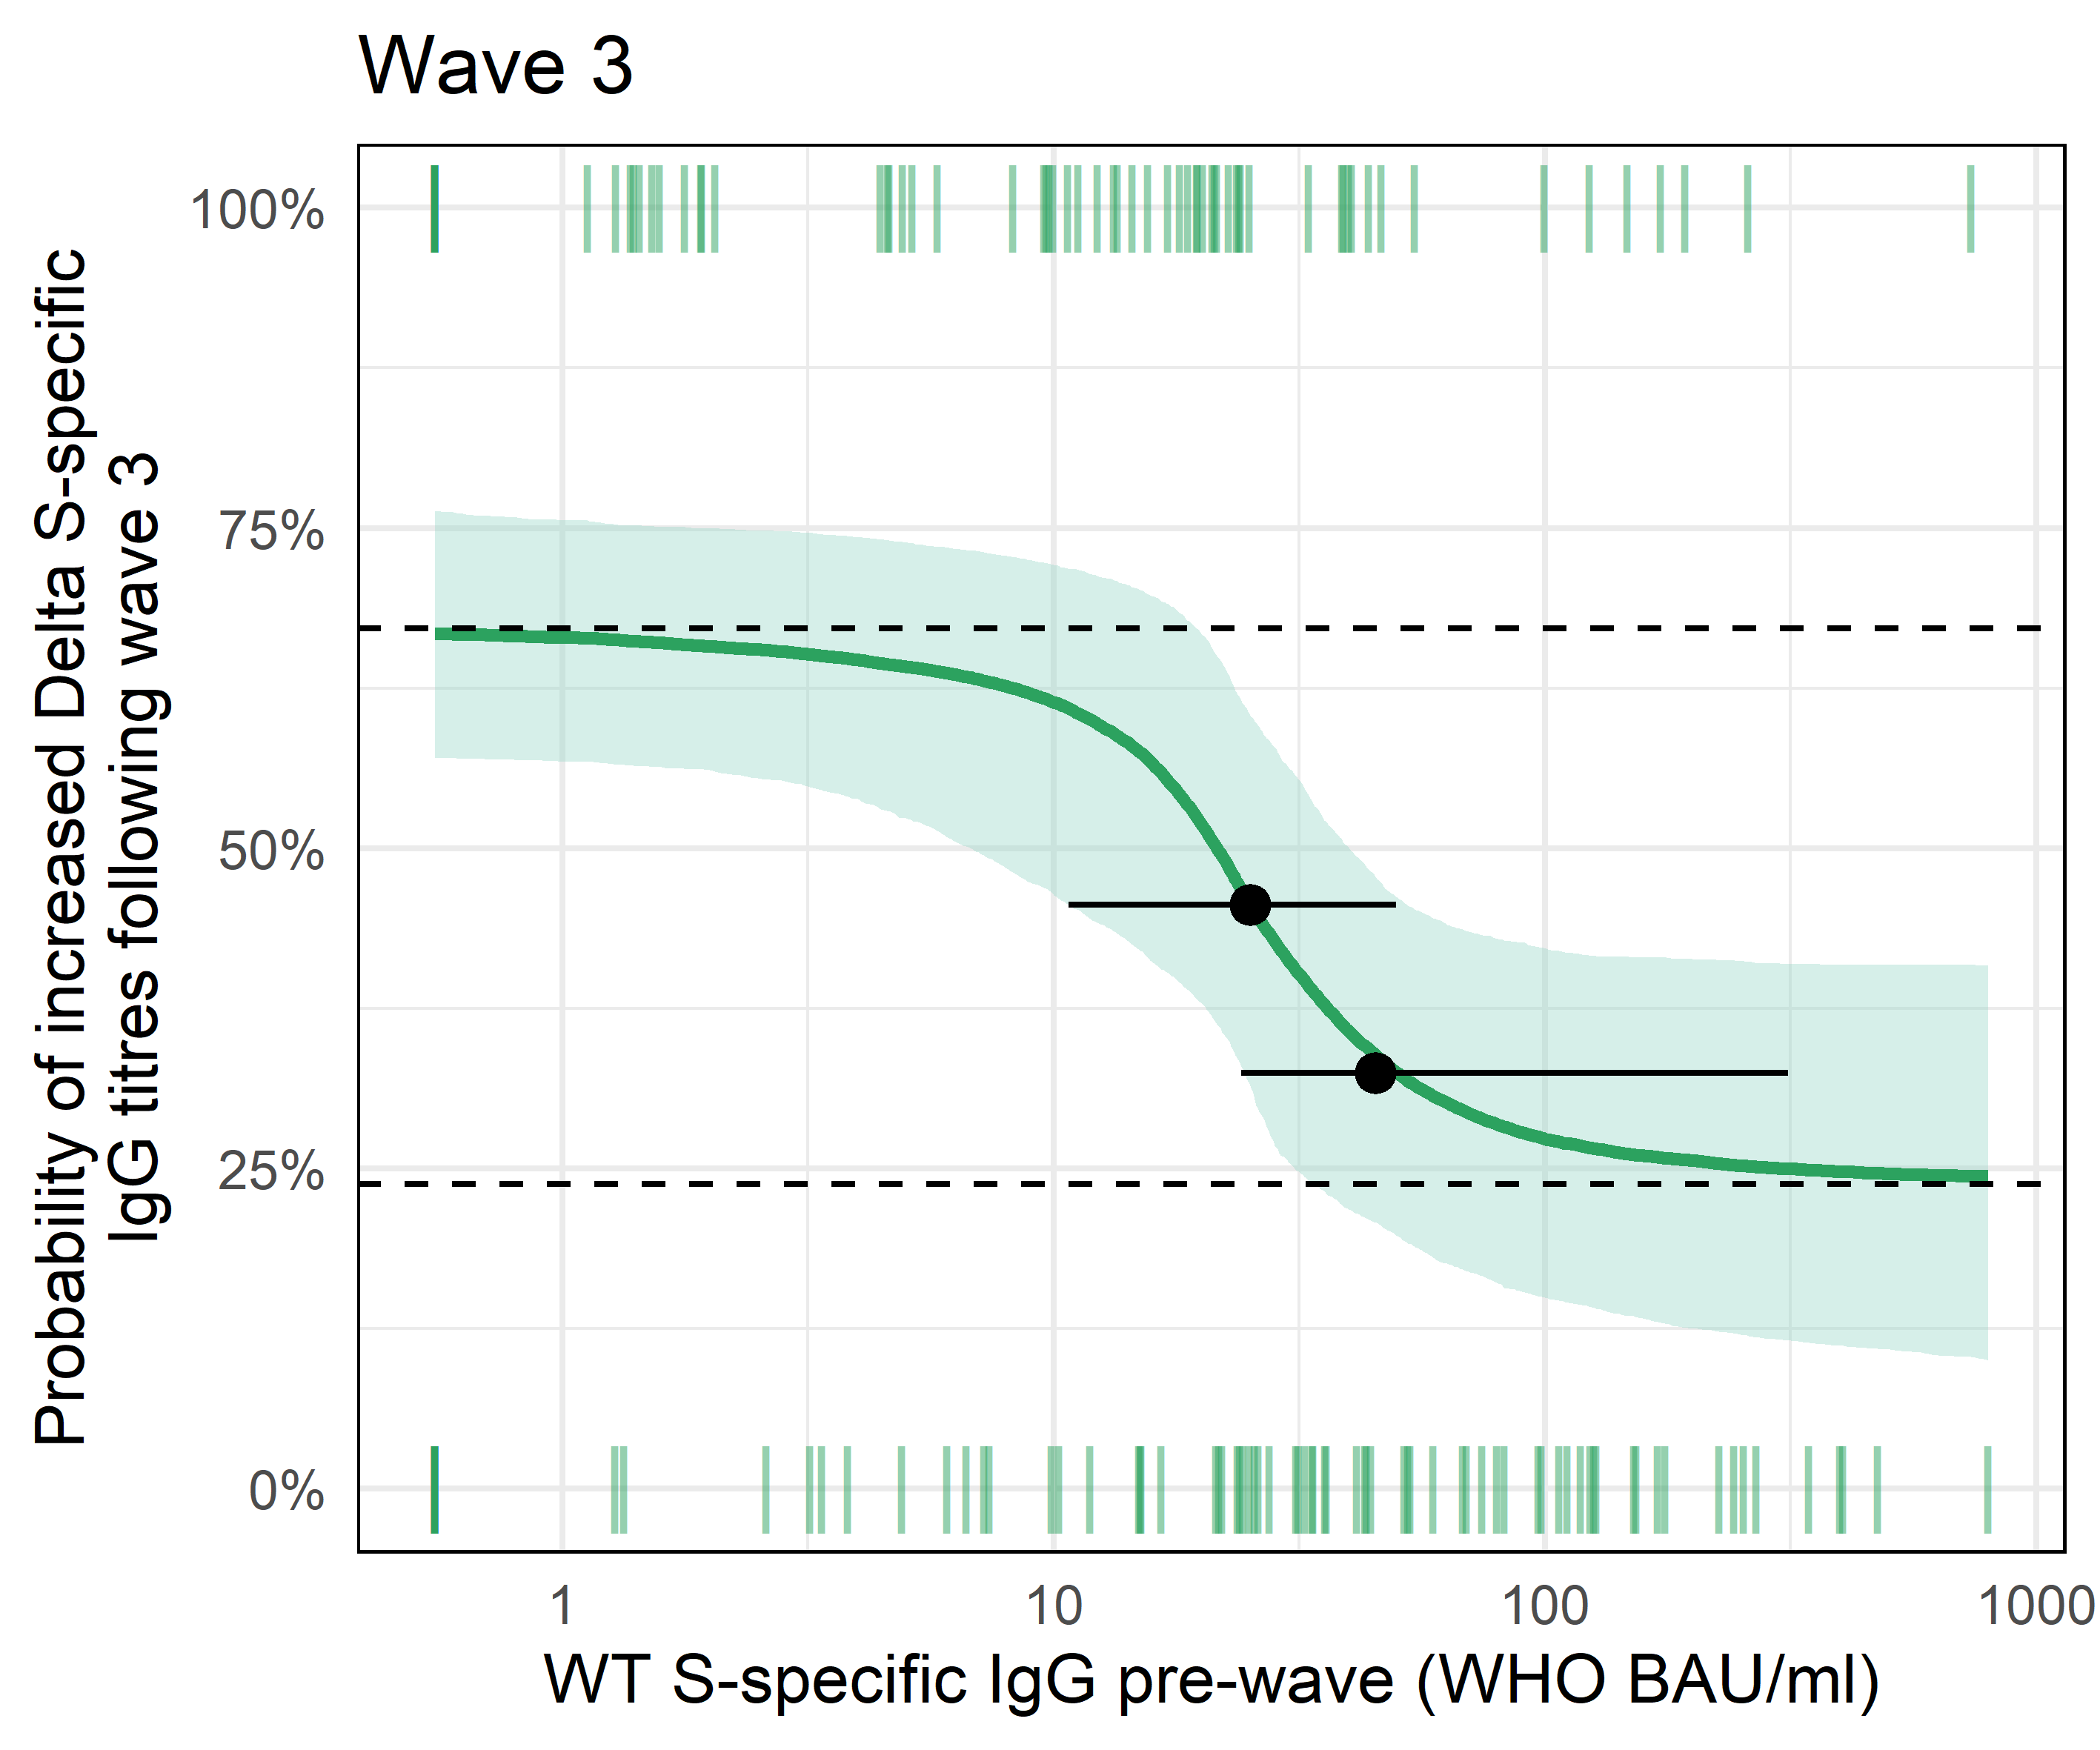 Wave 3
Probability of increased Delta S-specific
IgG titres following wave 3
100%
75%
50%
25%
0%
1
10
100
1000
WT S-specific IgG pre-wave (WHO BAU/ml)